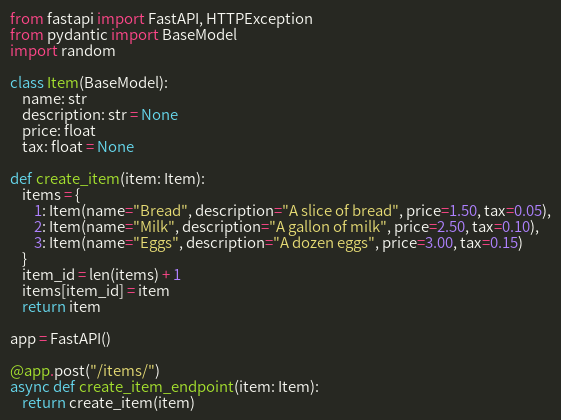 from fastapi import FastAPI, HTTPException
from pydantic import BaseModel
import random

class Item(BaseModel):
    name: str
    description: str = None
    price: float
    tax: float = None

def create_item(item: Item):
    items = {
        1: Item(name="Bread", description="A slice of bread", price=1.50, tax=0.05),
        2: Item(name="Milk", description="A gallon of milk", price=2.50, tax=0.10),
        3: Item(name="Eggs", description="A dozen eggs", price=3.00, tax=0.15)
    }
    item_id = len(items) + 1
    items[item_id] = item
    return item

app = FastAPI()

@app.post("/items/")
async def create_item_endpoint(item: Item):
    return create_item(item)